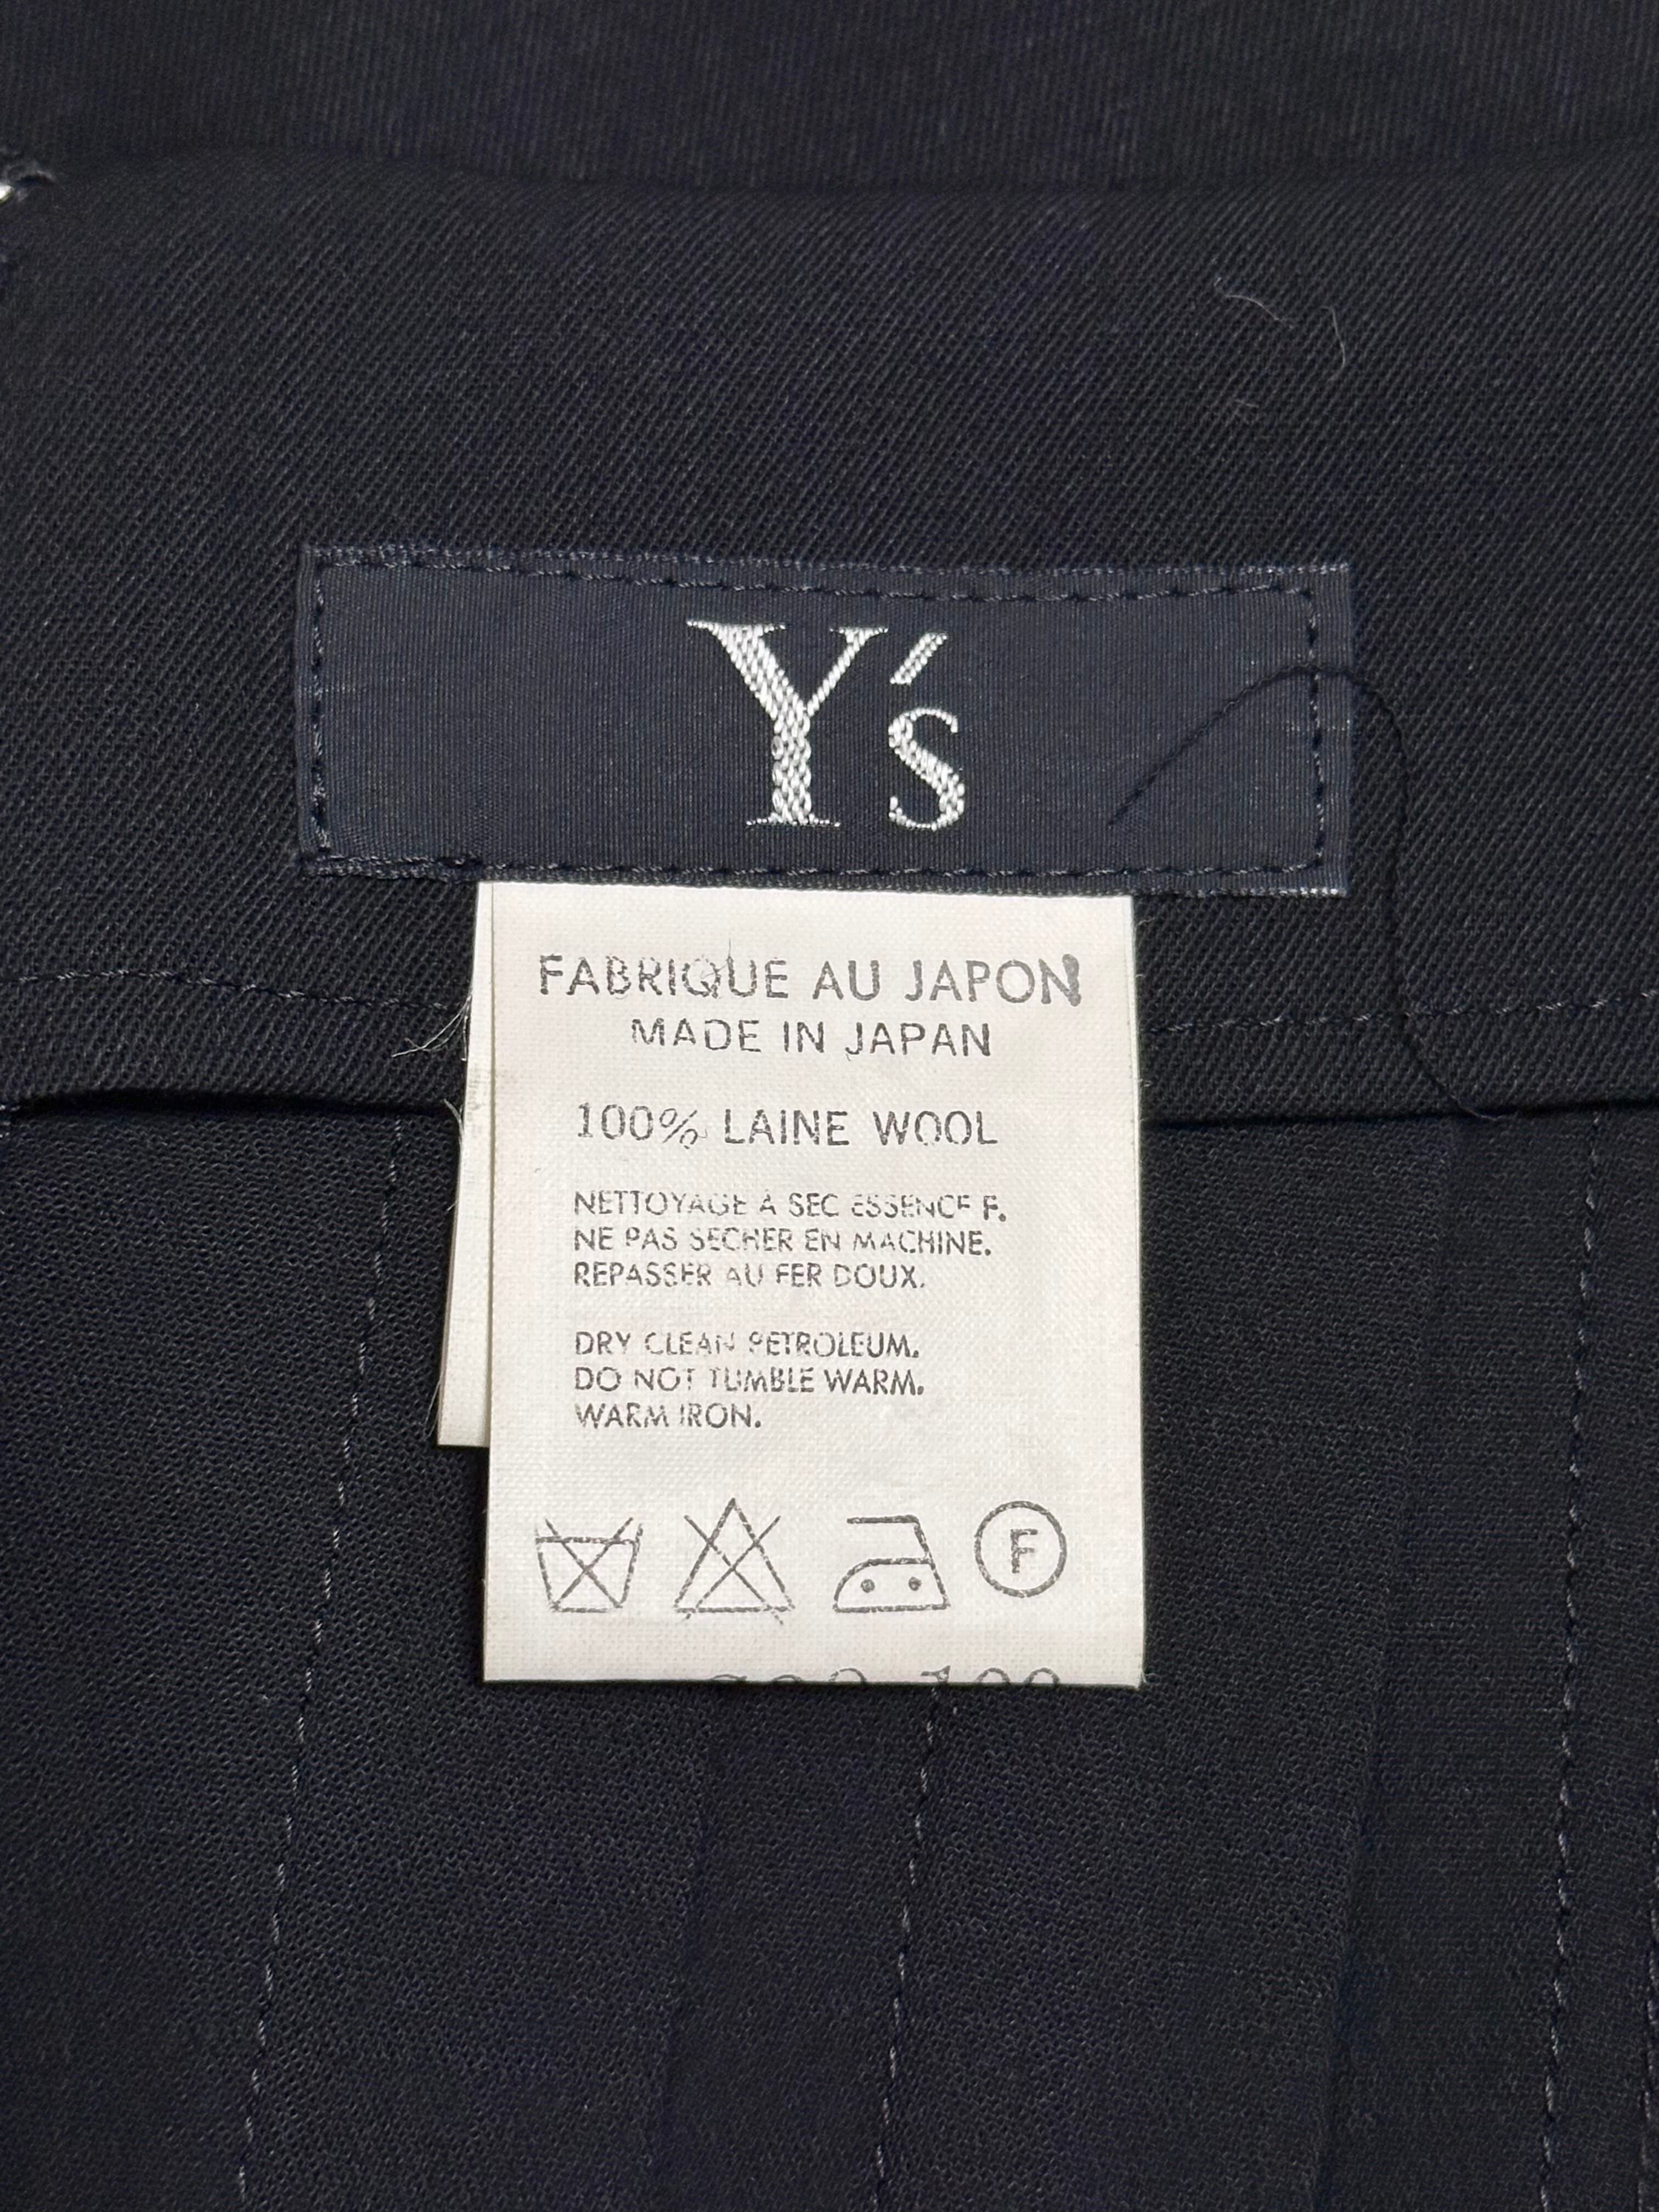 Y's
FABRIQUE AU JAPON
MADE IN JAPAN
100% LAINE WOOL
NETTOYAGE À SEC ESSENCE F.
NE PAS SECHER EN MACHINE.
REPASSER AU FER DOUX.
DRY CLEAN PETROLEUM.
DO NOT TUMBLE WARM.
WARM IRON.
F